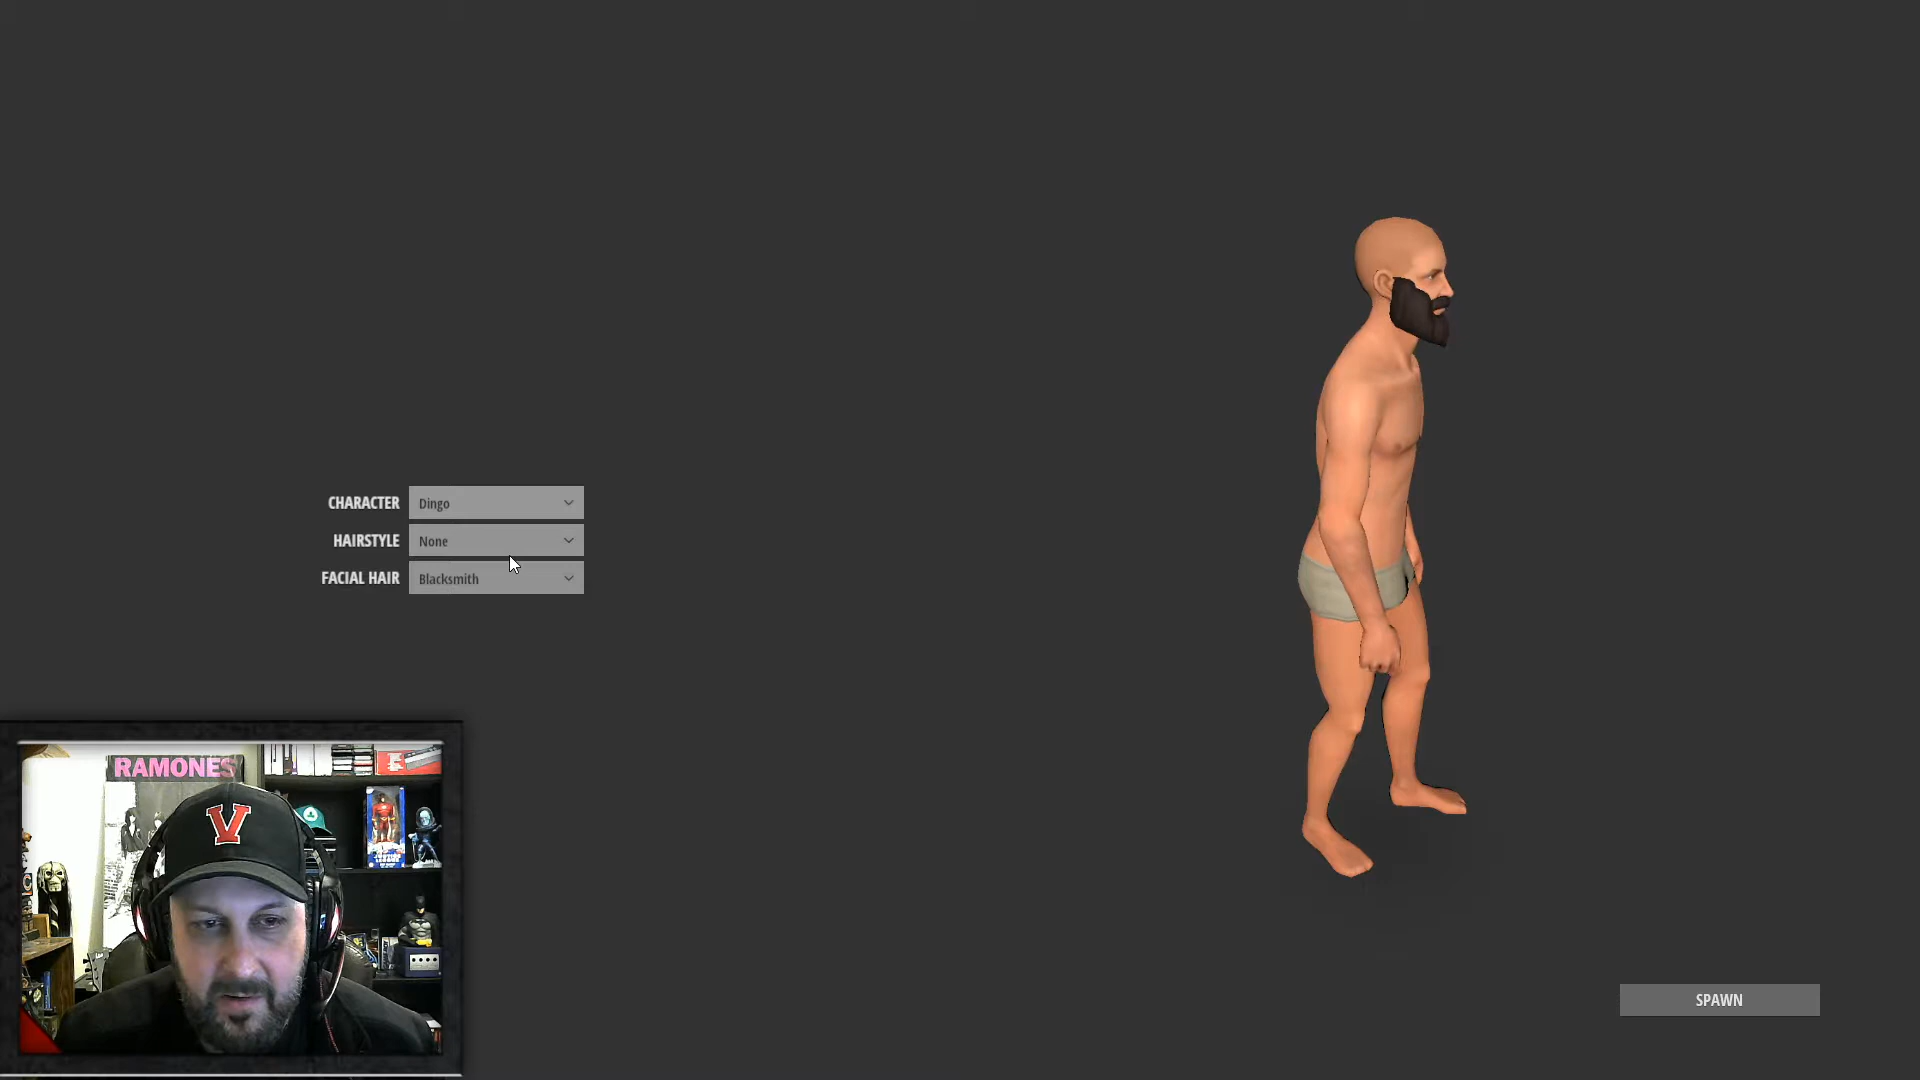 CHARACTER Dingo
HAIRSTYLE None
FACIAL HAIR Blacksmith
RAMONES
V
SPAWN